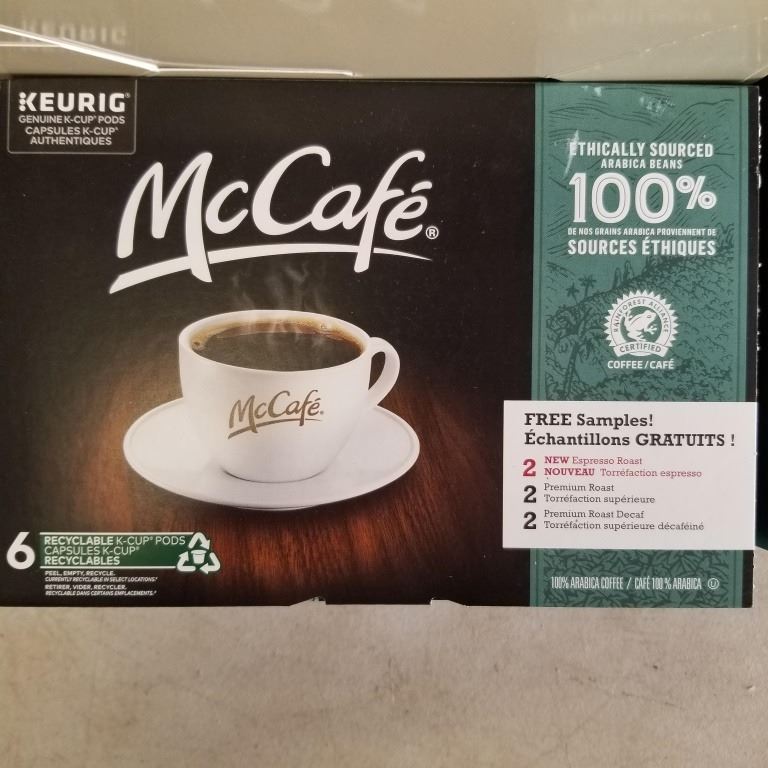 KEURIG®
GENUINE K-CUP® PODS
CAPSULES K-CUP®
AUTHENTIQUES
McCafé®
McCafé®
ETHICALLY SOURCED
ARABICA BEANS
100%
DE NOS GRAINS ARABICA PROVIENNENT DE
SOURCES ÉTHIQUES
RAINFOREST ALLIANCE
CERTIFIED
COFFEE/CAFÉ
FREE Samples!
Échantillons GRATUITS !
2 NEW Espresso Roast
NOUVEAU Torréfaction espresso
2 Premium Roast
Torréfaction supérieure
2 Premium Roast Decaf
Torréfaction supérieure décaféiné
6 RECYCLABLE K-CUP® PODS
CAPSULES K-CUP®
RECYCLABLES
PEEL, EMPTY, RECYCLE.
CURRENTLY RECYCLABLE IN SELECT LOCATIONS.*
RETIRER, VIDER, RECYCLER.
RECYCLABLE DANS CERTAINS EMPLACEMENTS.*
100% ARABICA COFFEE / CAFÉ 100 % ARABICA Ⓤ